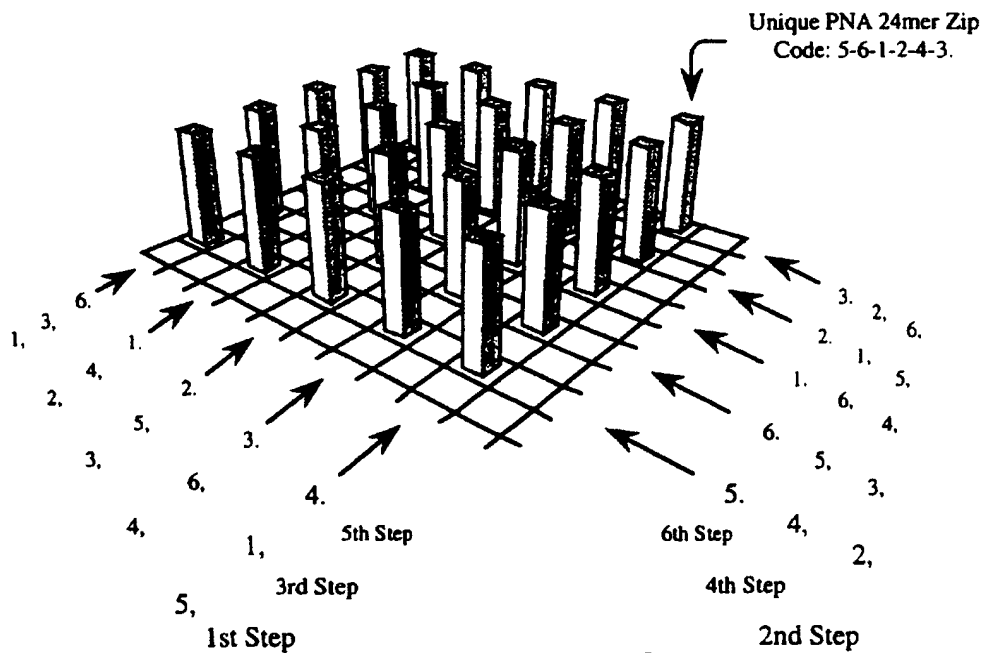 Unique PNA 24mer Zip
Code: 5-6-1-2-4-3.
1, 3, 6.
2, 4, 1.
3, 5, 2.
4, 6, 3.
5, 1, 4.
3. 2, 6,
2. 1, 5,
1. 6, 4,
6. 5, 3,
5. 4, 2,
5th Step
6th Step
3rd Step
4th Step
1st Step
2nd Step